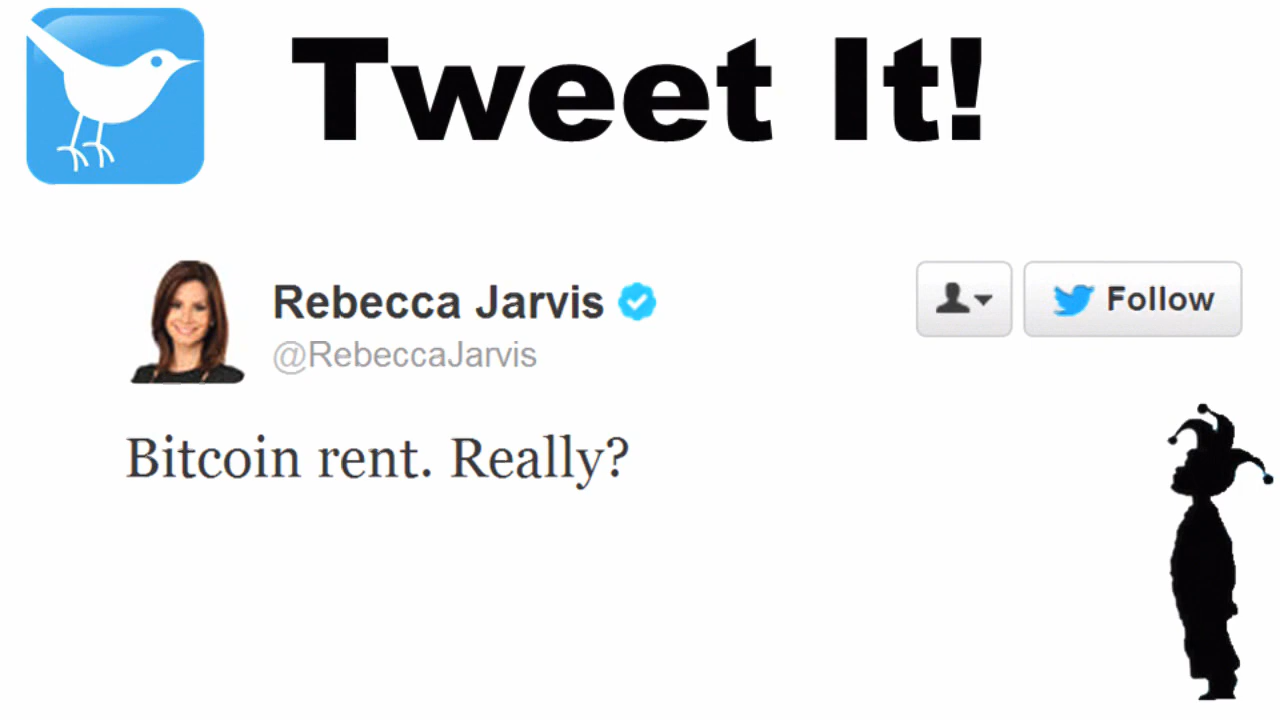 Tweet It!
Rebecca Jarvis
@RebeccaJarvis
Follow
Bitcoin rent. Really?